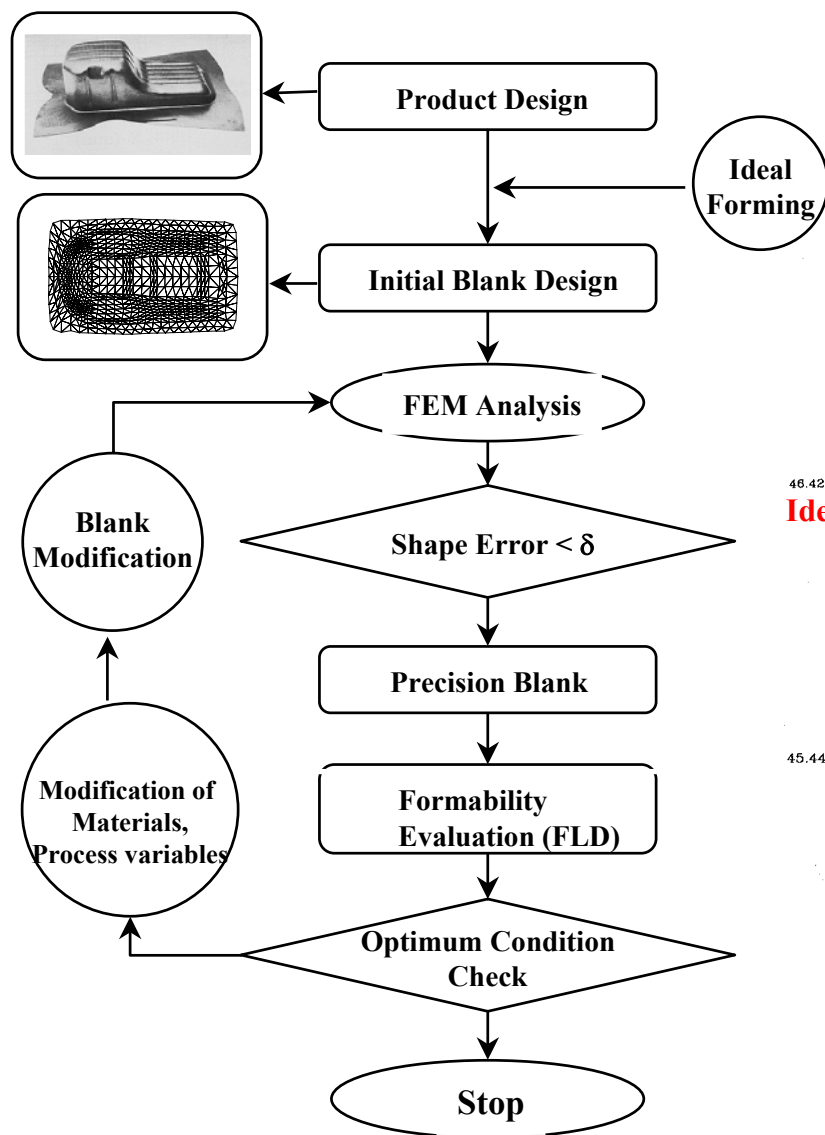 Product Design
Ideal
Forming
Initial Blank Design
FEM Analysis
Blank
Modification
Shape Error < δ
46.42
Ide
Precision Blank
45.44
Modification of
Materials,
Process variables
Formability
Evaluation (FLD)
Optimum Condition
Check
Stop